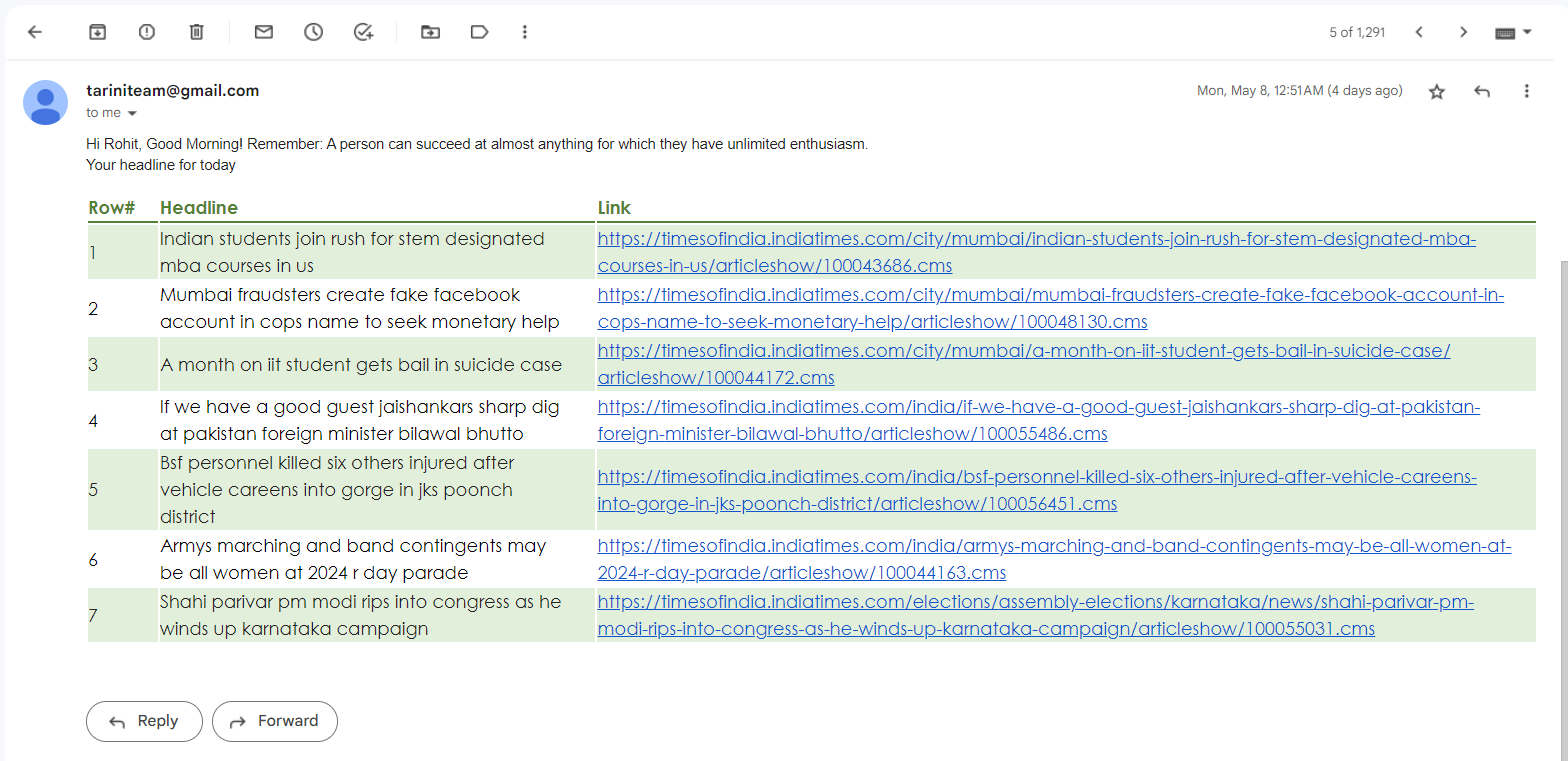 5 of 1,291
tariniteam@gmail.com
Mon, May 8, 12:51 AM (4 days ago)
to me
Hi Rohit, Good Morning! Remember: A person can succeed at almost anything for which they have unlimited enthusiasm.
Your headline for today
Row# Headline Link
1 Indian students join rush for stem designated mba courses in us https://timesofindia.indiatimes.com/city/mumbai/indian-students-join-rush-for-stem-designated-mba-courses-in-us/articleshow/100043686.cms
2 Mumbai fraudsters create fake facebook account in cops name to seek monetary help https://timesofindia.indiatimes.com/city/mumbai/mumbai-fraudsters-create-fake-facebook-account-in-cops-name-to-seek-monetary-help/articleshow/100048130.cms
3 A month on iit student gets bail in suicide case https://timesofindia.indiatimes.com/city/mumbai/a-month-on-iit-student-gets-bail-in-suicide-case/articleshow/100044172.cms
4 If we have a good guest jaishankars sharp dig at pakistan foreign minister bilawal bhutto https://timesofindia.indiatimes.com/india/if-we-have-a-good-guest-jaishankars-sharp-dig-at-pakistan-foreign-minister-bilawal-bhutto/articleshow/100055486.cms
5 Bsf personnel killed six others injured after vehicle careens into gorge in jks poonch district https://timesofindia.indiatimes.com/india/bsf-personnel-killed-six-others-injured-after-vehicle-careens-into-gorge-in-jks-poonch-district/articleshow/100056451.cms
6 Armys marching and band contingents may be all women at 2024 r day parade https://timesofindia.indiatimes.com/india/armys-marching-and-band-contingents-may-be-all-women-at-2024-r-day-parade/articleshow/100044163.cms
7 Shahi parivar pm modi rips into congress as he winds up karnataka campaign https://timesofindia.indiatimes.com/elections/assembly-elections/karnataka/news/shahi-parivar-pm-modi-rips-into-congress-as-he-winds-up-karnataka-campaign/articleshow/100055031.cms
Reply Forward